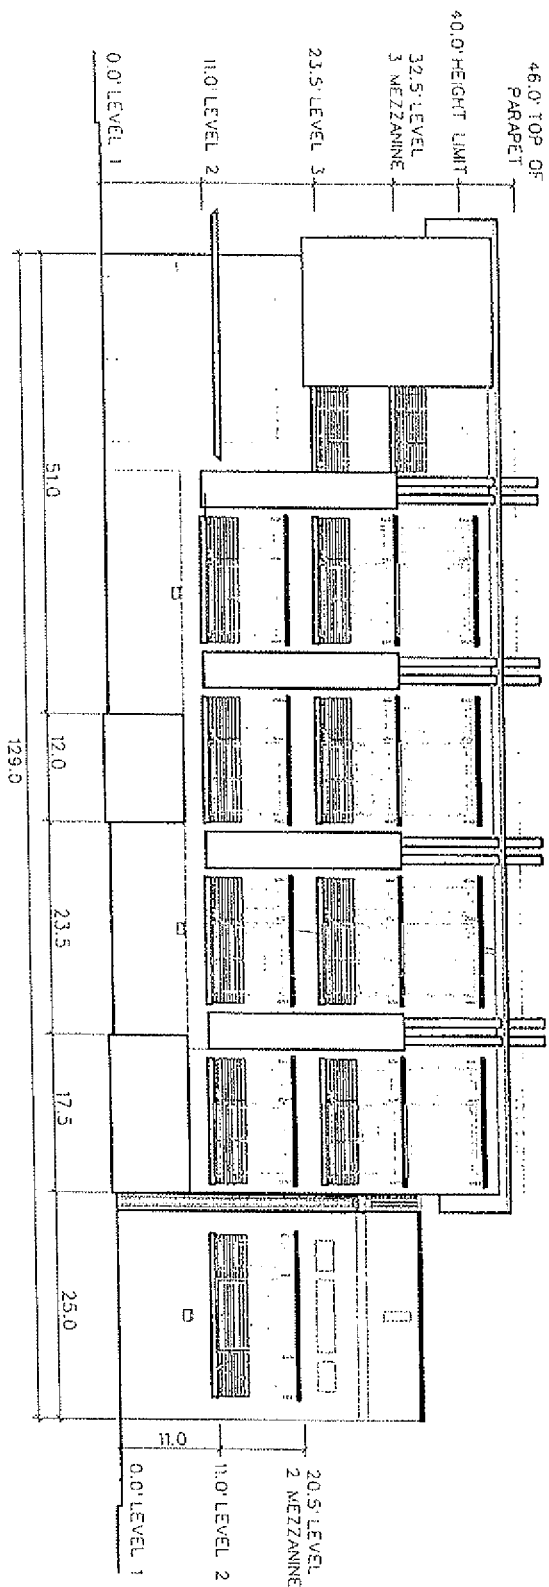 46.0' TOP OF
PARAPET
40.0' HEIGHT LIMIT
32.5' LEVEL
3 MEZZANINE
23.5' LEVEL 3
11.0' LEVEL 2
0.0' LEVEL 1
51.0
12.0
23.5
17.5
25.0
129.0
20.5' LEVEL
2 MEZZANINE
11.0' LEVEL 2
0.0' LEVEL 1
11.0